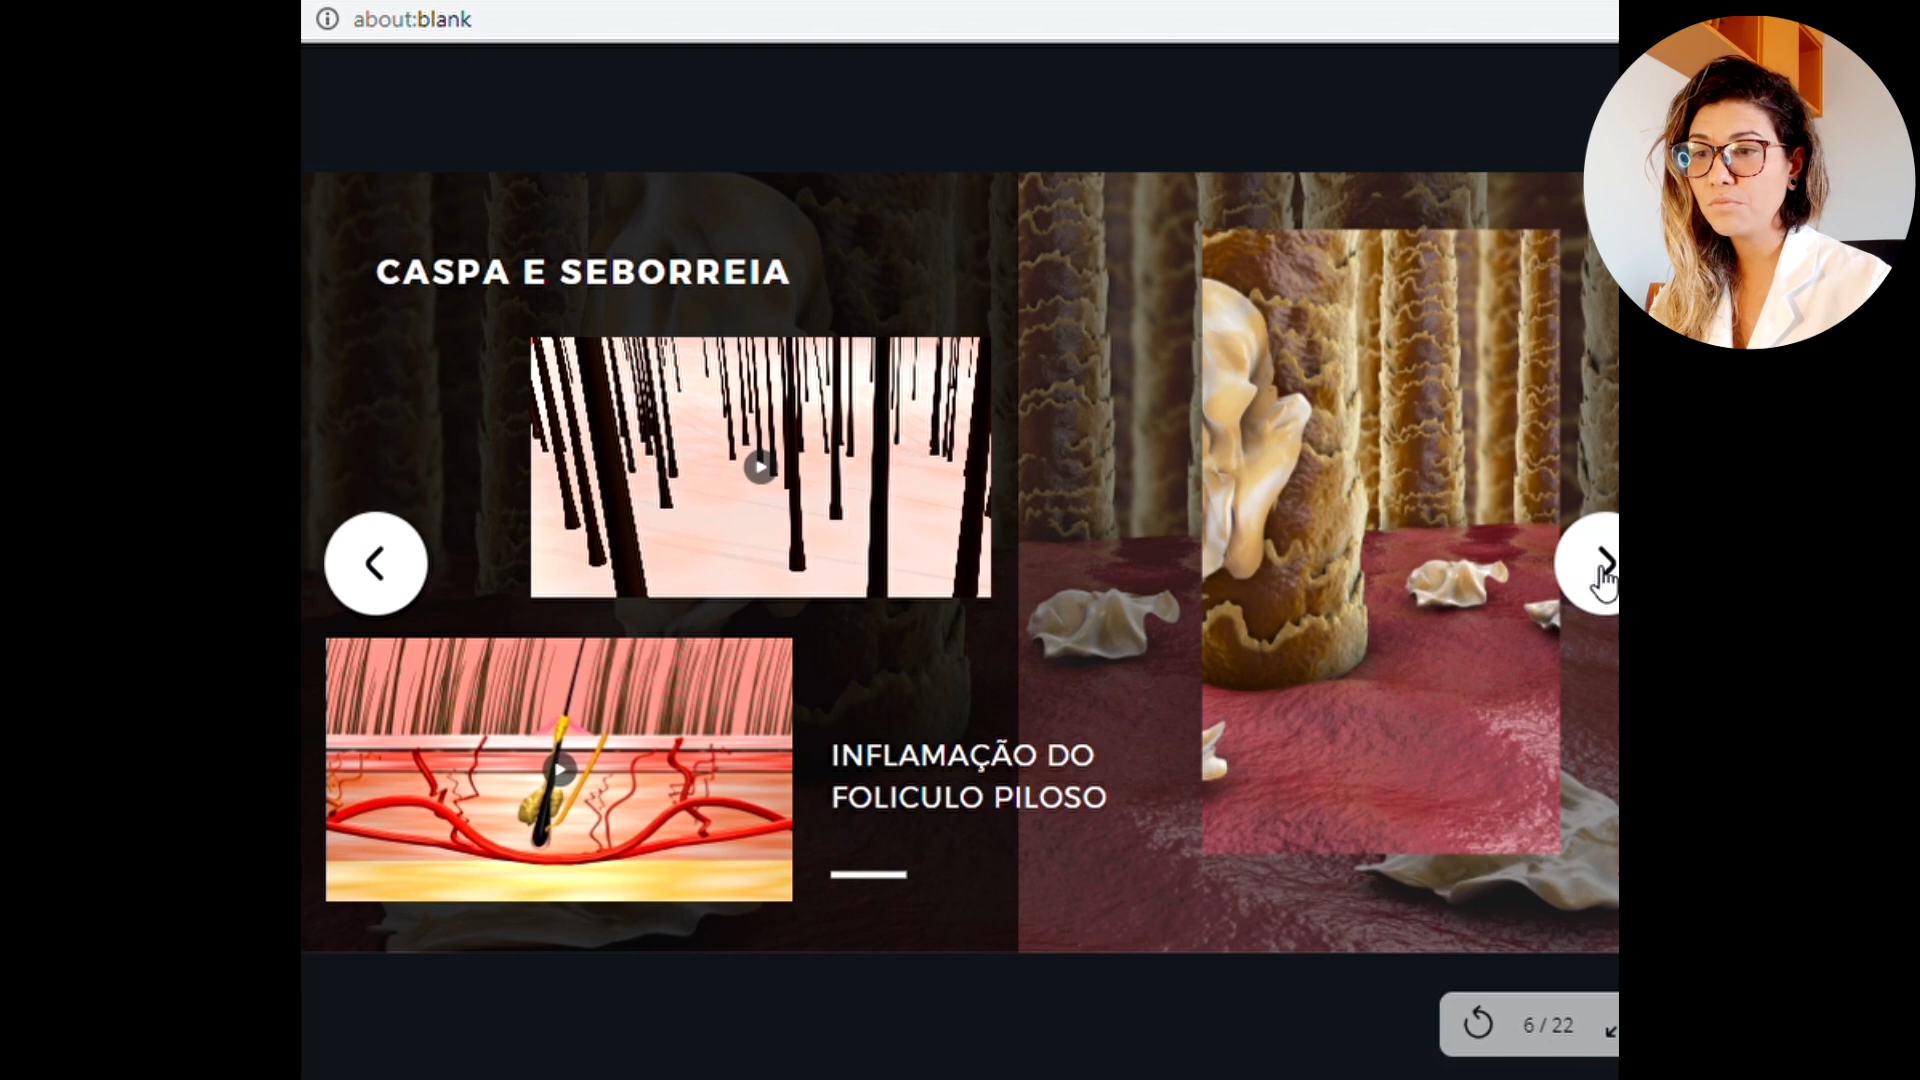 about:blank
CASPA E SEBORREIA
INFLAMAÇÃO DO
FOLICULO PILOSO
6 / 22